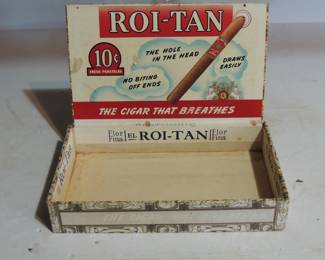 ROI-TAN
10¢
FRESH PANETELAS
THE HOLE
IN THE HEAD
DRAWS
EASILY
NO BITING
OFF ENDS
THE CIGAR THAT BREATHES
Flor Fina EL ROI-TAN Flor Fina